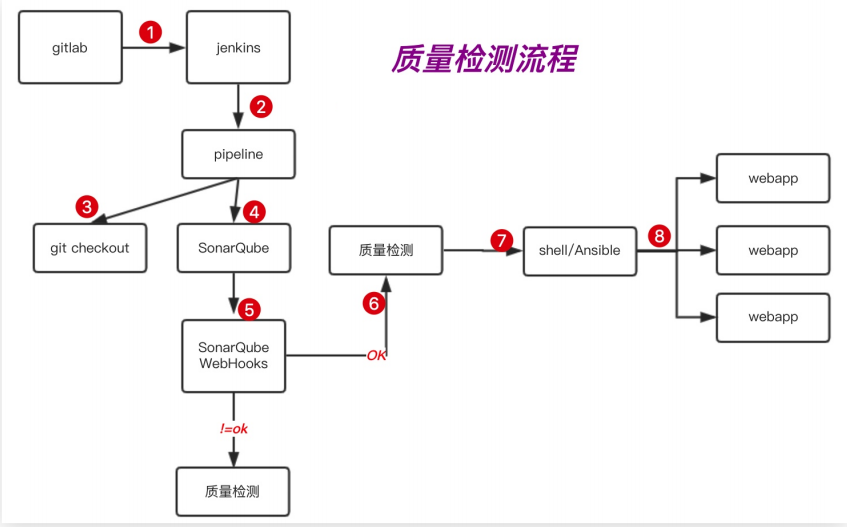 质量检测流程
gitlab
1
jenkins
2
pipeline
3
4
git checkout
SonarQube
质量检测
7
shell/Ansible
8
webapp
webapp
webapp
5
6
SonarQube
WebHooks
OK
!=ok
质量检测